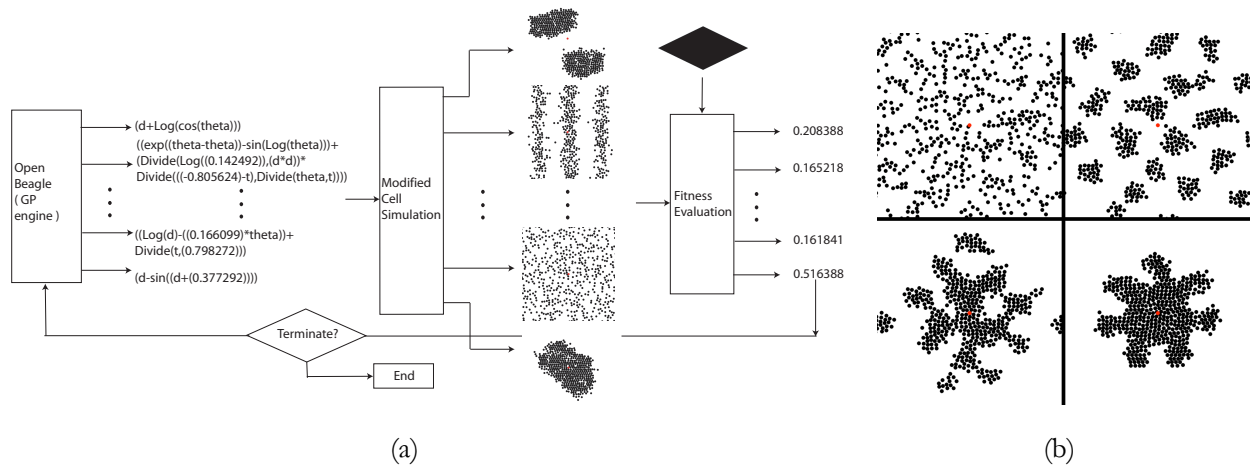 Open
Beagle
( GP
engine )
(d+Log(cos(theta)))
((exp((theta-theta))-sin(Log(theta)))+
(Divide(Log((0.142492)),(d*d))*
Divide(((-0.805624)-t),Divide(theta,t))))
((Log(d)-((0.166099)*theta))+
Divide(t,(0.798272)))
(d-sin((d+(0.377292))))
Modified
Cell
Simulation
Fitness
Evaluation
0.208388
0.165218
0.161841
0.516388
Terminate?
End
(a)
(b)